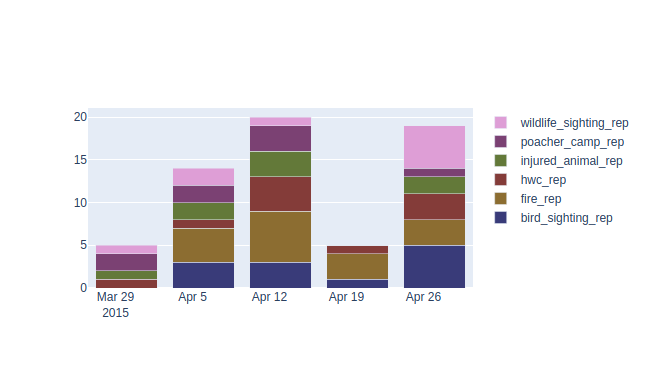 20
15
10
5
0
Mar 29
2015
Apr 5
Apr 12
Apr 19
Apr 26
wildlife_sighting_rep
poacher_camp_rep
injured_animal_rep
hwc_rep
fire_rep
bird_sighting_rep